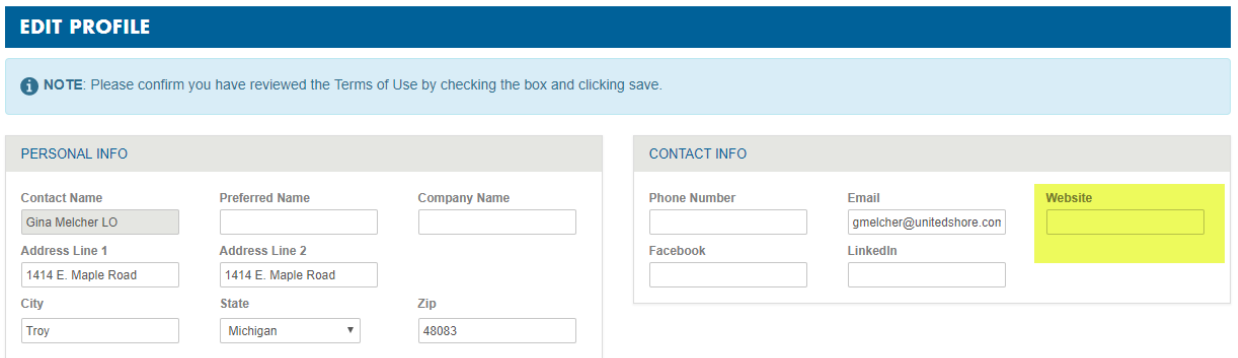 EDIT PROFILE
NOTE: Please confirm you have reviewed the Terms of Use by checking the box and clicking save.
PERSONAL INFO
Contact Name Preferred Name Company Name
Gina Melcher LO
Address Line 1 Address Line 2
1414 E. Maple Road 1414 E. Maple Road
City State Zip
Troy Michigan 48083
CONTACT INFO
Phone Number Email Website
gmelcher@unitedshore.con
Facebook LinkedIn